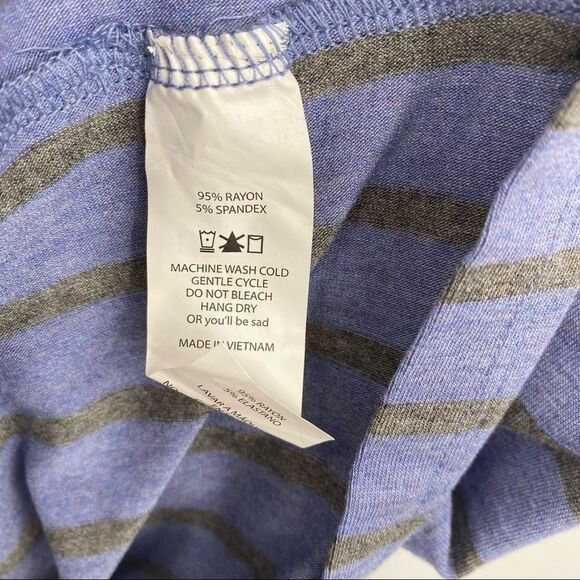 95% RAYON
5% SPANDEX
MACHINE WASH COLD
GENTLE CYCLE
DO NOT BLEACH
HANG DRY
OR you'll be sad
MADE IN VIETNAM
95% RAYON
5% ELASTANO
LAVAR A